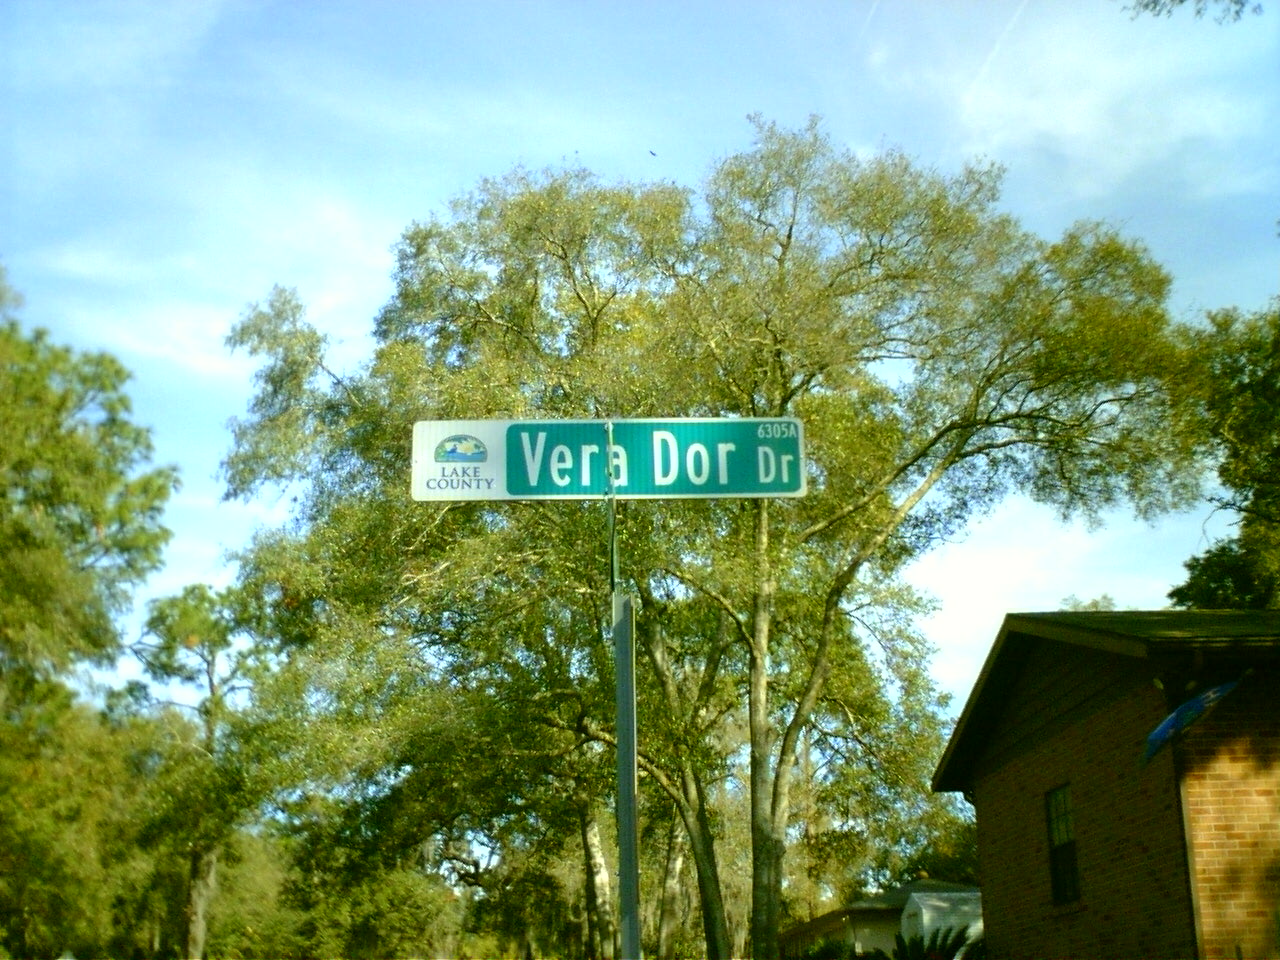 LAKE
COUNTY
Vera Dor Dr
6305A